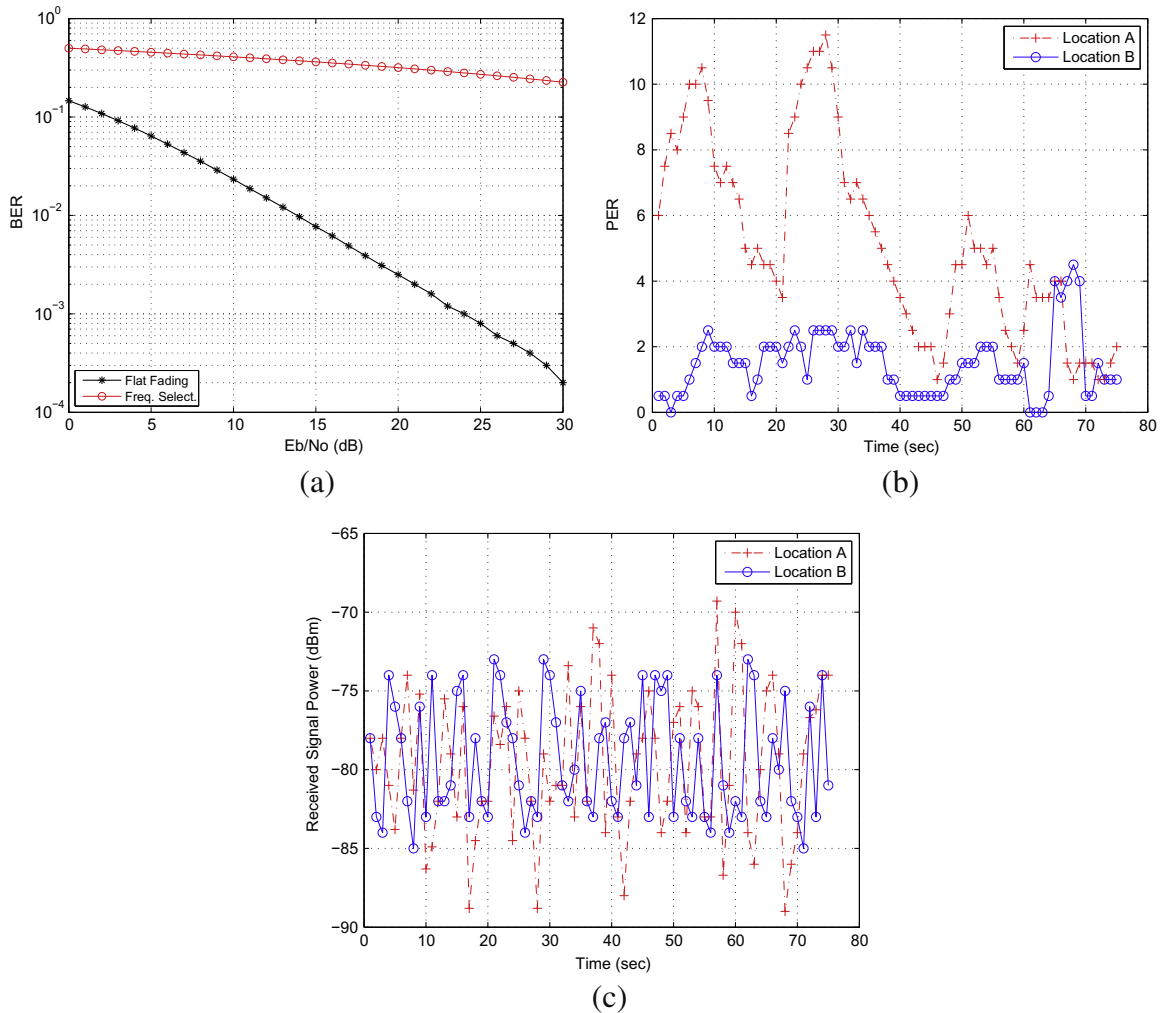 10^0
10^−1
10^−2
10^−3
10^−4
BER
0 5 10 15 20 25 30
Eb/No (dB)
Flat Fading
Freq. Select.
(a)
12
10
8
6
4
2
0
PER
0 10 20 30 40 50 60 70 80
Time (sec)
Location A
Location B
(b)
−65
−70
−75
−80
−85
−90
Received Signal Power (dBm)
0 10 20 30 40 50 60 70 80
Time (sec)
Location A
Location B
(c)